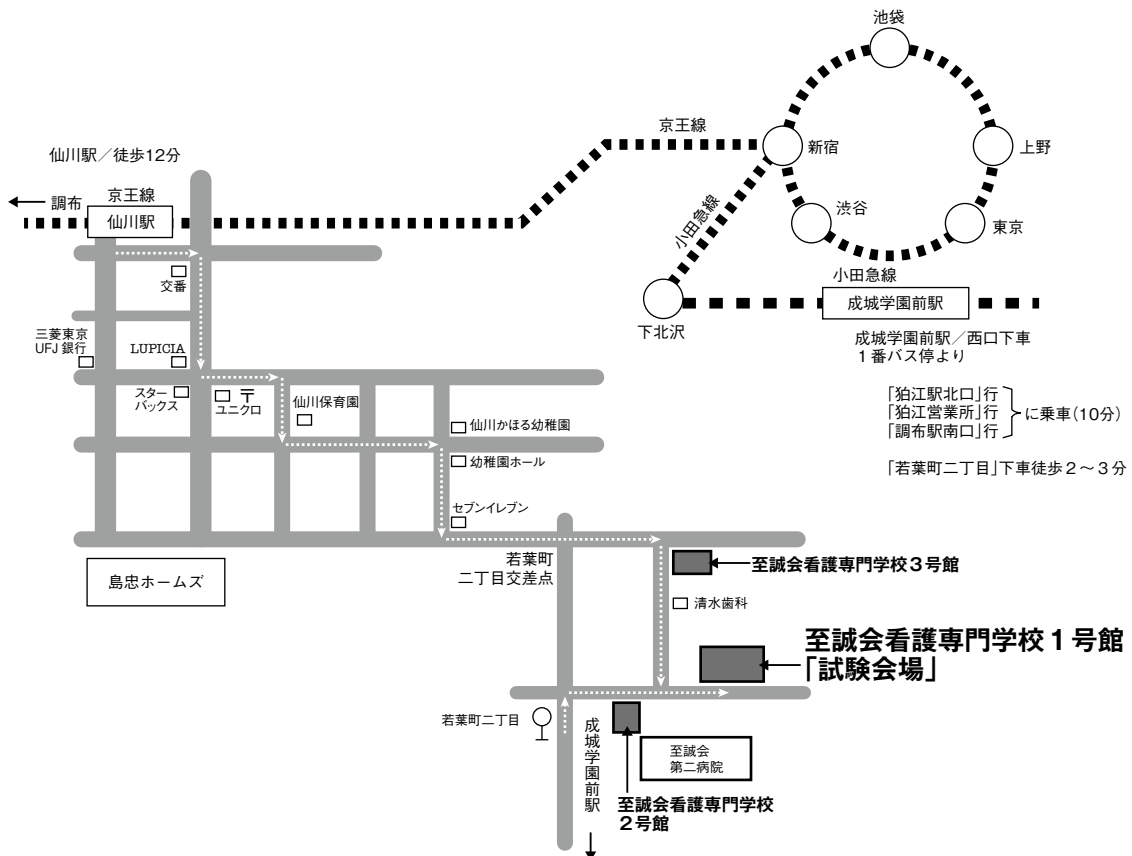 池袋
京王線
新宿
上野
仙川駅／徒歩12分
調布
京王線
仙川駅
小田急線
渋谷
東京
小田急線
成城学園前駅
下北沢
成城学園前駅／西口下車
１番バス停より
「狛江駅北口」行
「狛江営業所」行
「調布駅南口」行
に乗車（10分）
「若葉町二丁目」下車徒歩２〜３分
交番
三菱東京
UFJ 銀行
LUPICIA
スター
バックス
〒
ユニクロ
仙川保育園
仙川かほる幼稚園
幼稚園ホール
セブンイレブン
島忠ホームズ
若葉町
二丁目交差点
至誠会看護専門学校３号館
清水歯科
至誠会看護専門学校１号館
「試験会場」
若葉町二丁目
成城学園前駅
至誠会
第二病院
至誠会看護専門学校
２号館